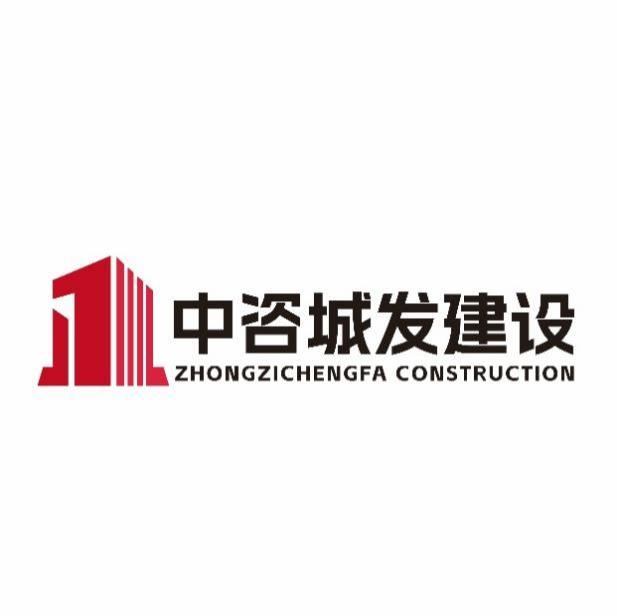 中咨城发建设
ZHONGZICHENGFA CONSTRUCTION